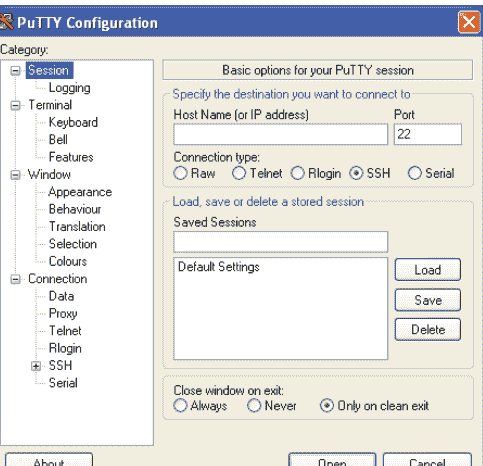 PuTTY Configuration
Category:
Session
Logging
Terminal
Keyboard
Bell
Features
Window
Appearance
Behaviour
Translation
Selection
Colours
Connection
Data
Proxy
Telnet
Rlogin
SSH
Serial
Basic options for your PuTTY session
Specify the destination you want to connect to
Host Name (or IP address) Port
22
Connection type:
Raw Telnet Rlogin SSH Serial
Load, save or delete a stored session
Saved Sessions
Default Settings
Load
Save
Delete
Close window on exit:
Always Never Only on clean exit
About Open Cancel